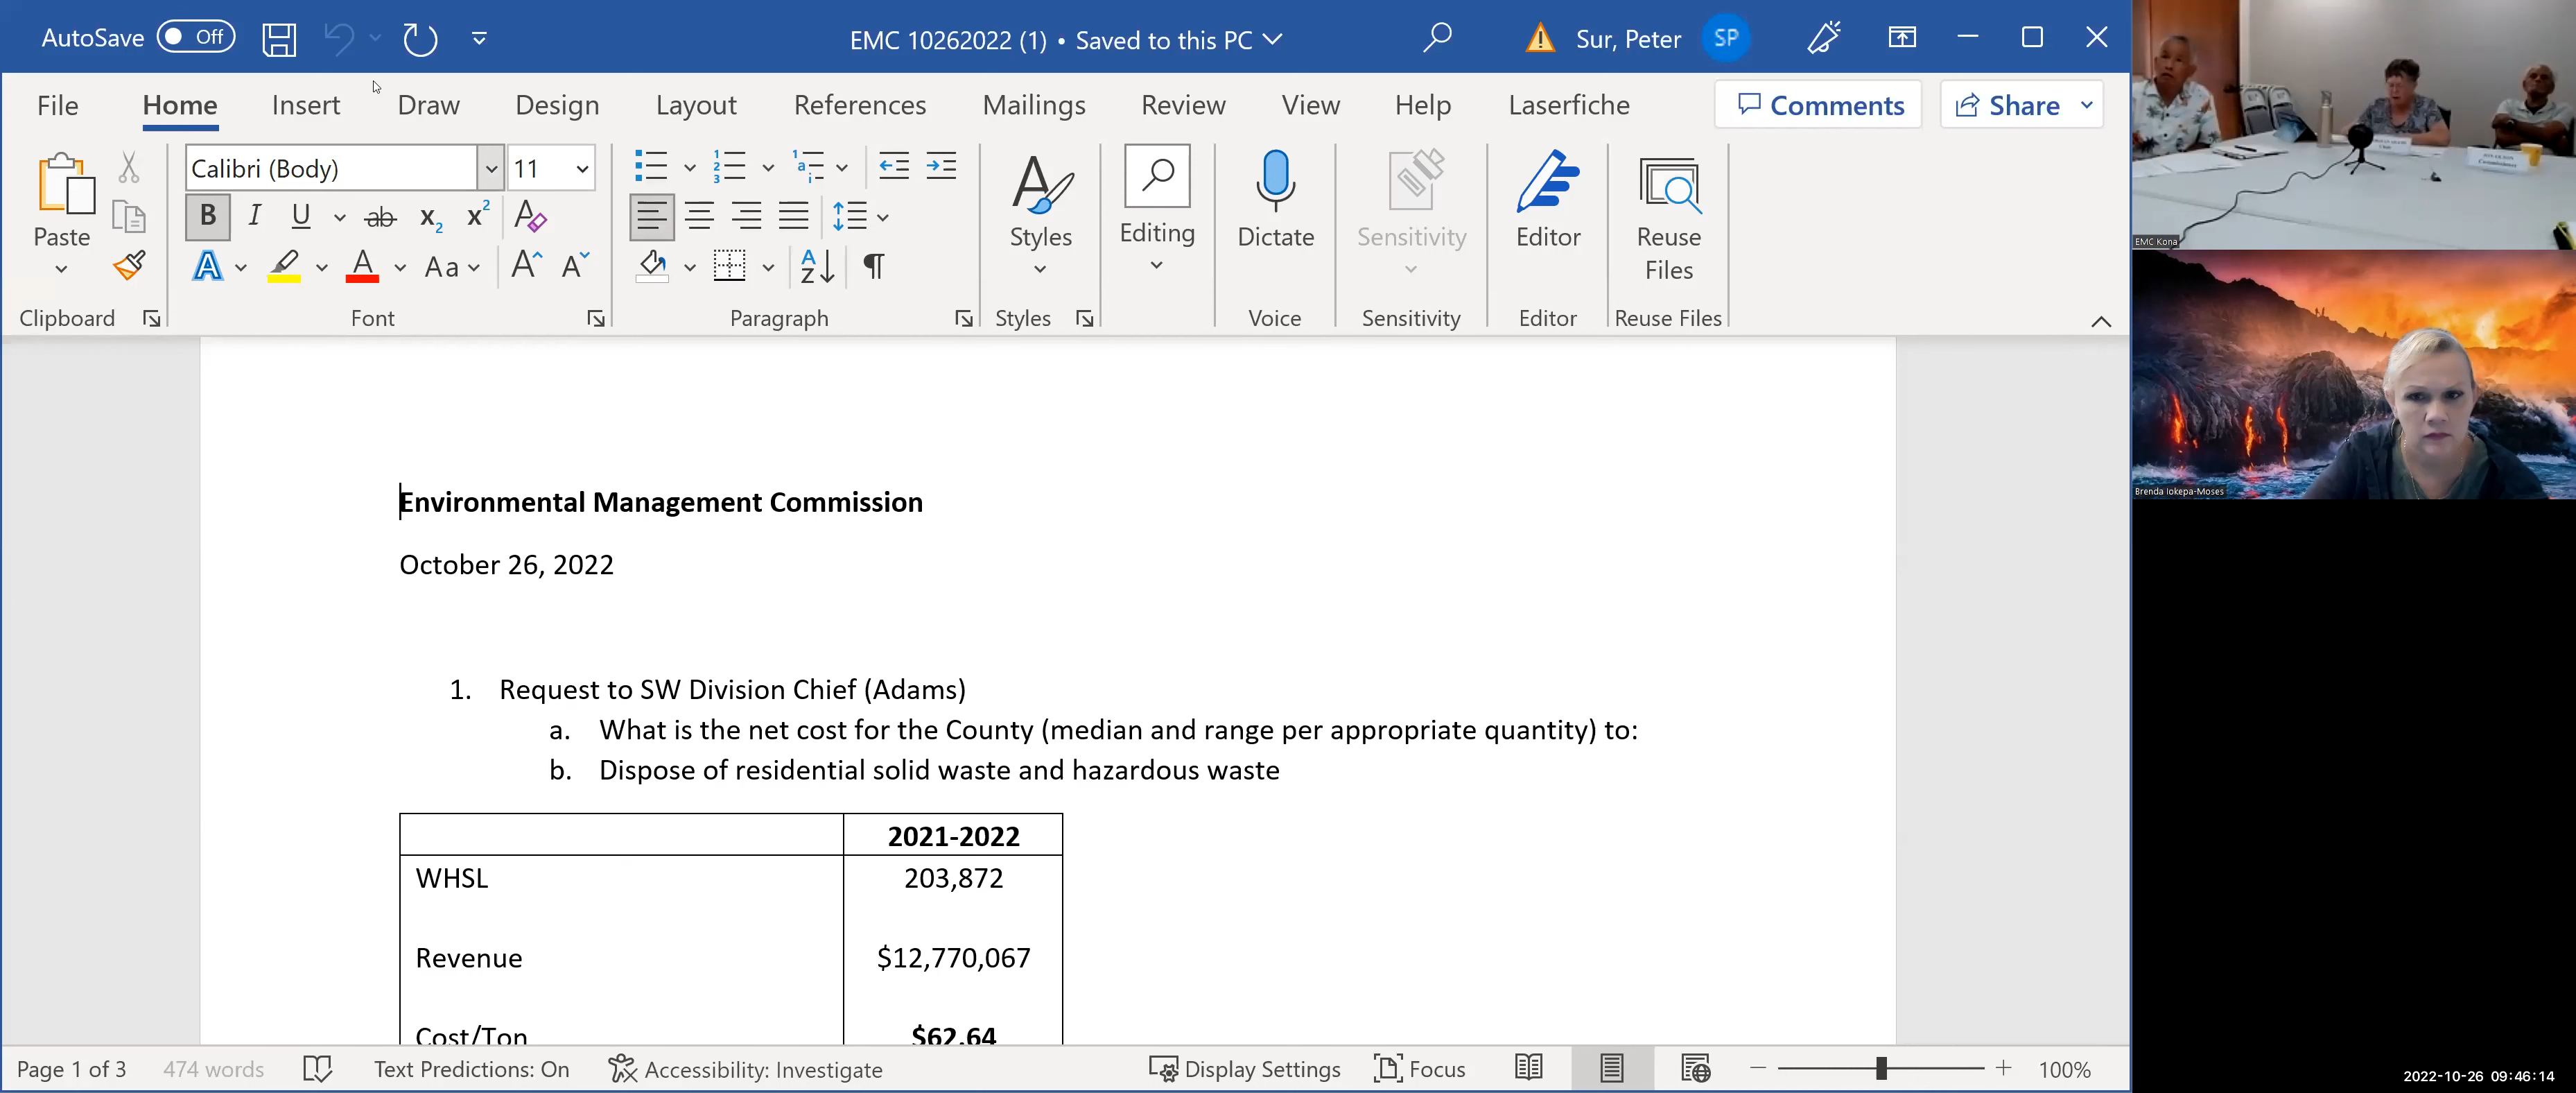 AutoSave Off
EMC 10262022 (1) • Saved to this PC
Sur, Peter SP
File Home Insert Draw Design Layout References Mailings Review View Help Laserfiche Comments Share
Paste
Clipboard
Calibri (Body) 11
Font
Paragraph
Styles
Styles
Editing
Dictate
Voice
Sensitivity
Sensitivity
Editor
Editor
Reuse
Files
Reuse Files
Environmental Management Commission
October 26, 2022
1. Request to SW Division Chief (Adams)
a. What is the net cost for the County (median and range per appropriate quantity) to:
b. Dispose of residential solid waste and hazardous waste
2021-2022
WHSL 203,872
Revenue $12,770,067
Cost/Ton $62.64
Page 1 of 3 474 words Text Predictions: On Accessibility: Investigate Display Settings Focus 100%
EMC Kona
Brenda Iokepa-Moses
2022-10-26 09:46:14